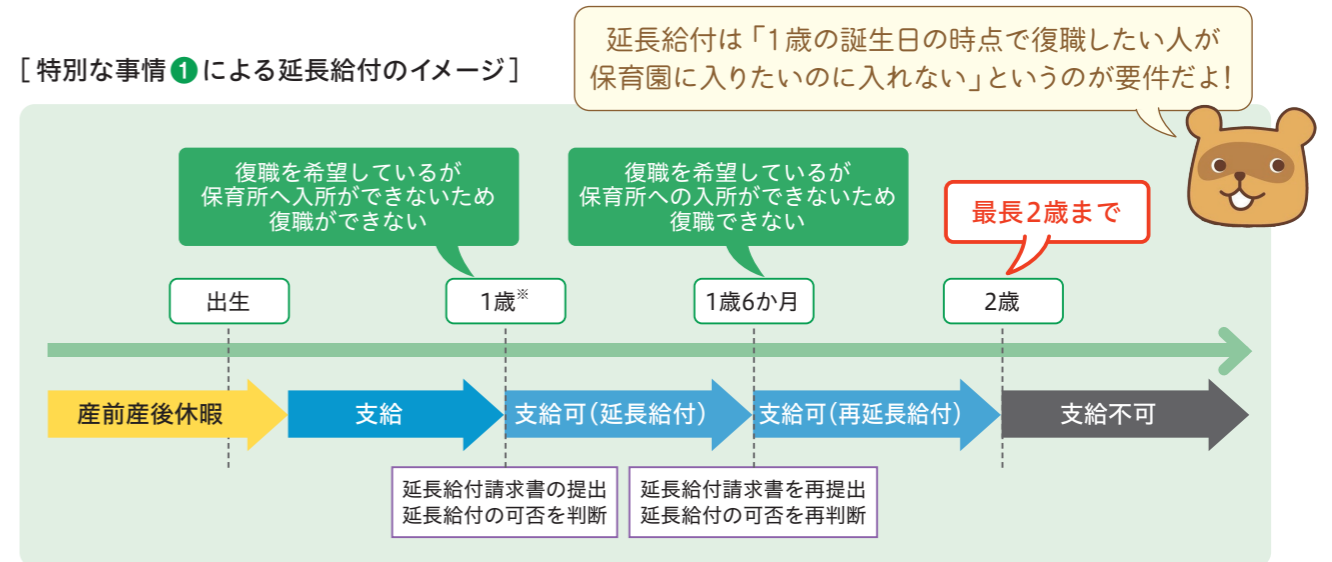 [特別な事情❶による延長給付のイメージ]
延長給付は「1歳の誕生日の時点で復職したい人が
保育園に入りたいのに入れない」というのが要件だよ!
復職を希望しているが
保育所へ入所ができないため
復職ができない
復職を希望しているが
保育所への入所ができないため
復職できない
最長2歳まで
出生
1歳※
1歳6か月
2歳
産前産後休暇
支給
支給可(延長給付)
支給可(再延長給付)
支給不可
延長給付請求書の提出
延長給付の可否を判断
延長給付請求書を再提出
延長給付の可否を再判断